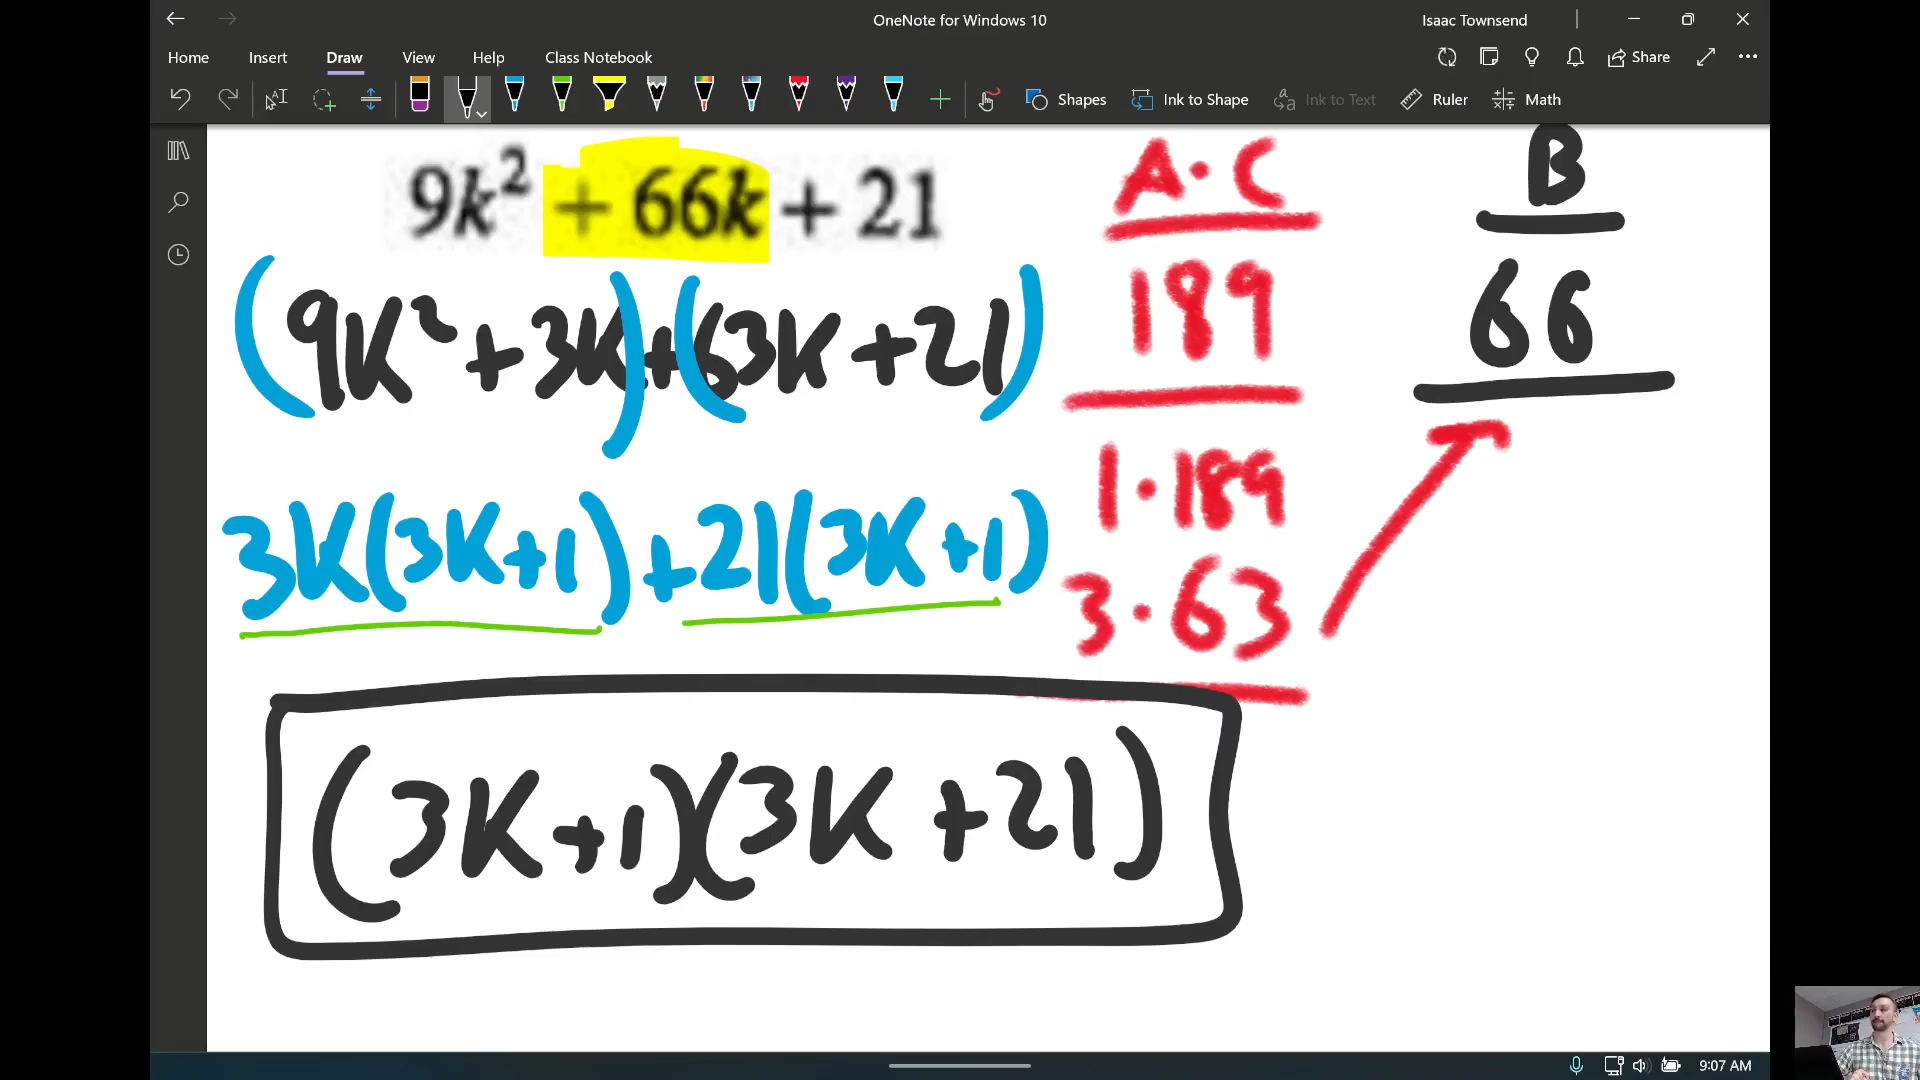 OneNote for Windows 10
Isaac Townsend
Home Insert Draw View Help Class Notebook
Share
Shapes Ink to Shape Ink to Text Ruler Math
9k² + 66k + 21
(9K² + 3K) + (63K + 21)
3K(3K+1) + 21(3K+1)
(3K+1)(3K+21)
A·C
189
1·189
3·63
B
66
9:07 AM